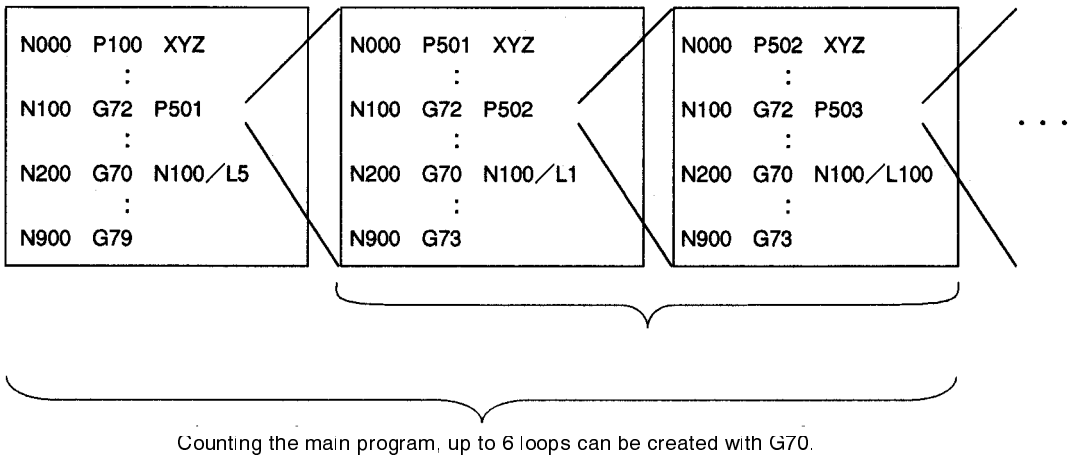 N000 P100 XYZ
:
N100 G72 P501
:
N200 G70 N100/L5
:
N900 G79
N000 P501 XYZ
:
N100 G72 P502
:
N200 G70 N100/L1
:
N900 G73
N000 P502 XYZ
:
N100 G72 P503
:
N200 G70 N100/L100
:
N900 G73
. . .
Counting the main program, up to 6 loops can be created with G70.